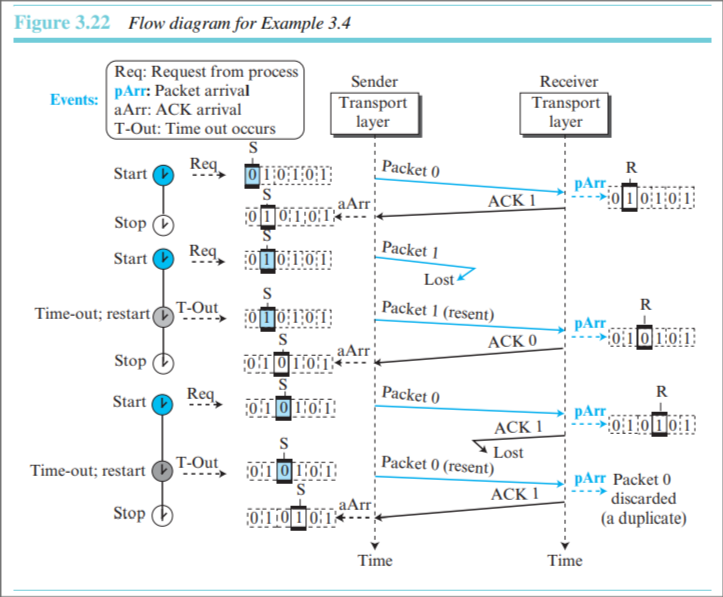 Figure 3.22 Flow diagram for Example 3.4
Events:
Req: Request from process
pArr: Packet arrival
aArr: ACK arrival
T-Out: Time out occurs
Sender
Transport
layer
Receiver
Transport
layer
Start
Req
S
0 1 0 1 0 1
Packet 0
pArr
R
0 1 0 1 0 1
Stop
S
0 1 0 1 0 1
aArr
ACK 1
Start
Req
S
0 1 0 1 0 1
Packet 1
Lost
Time-out; restart
T-Out
S
0 1 0 1 0 1
Packet 1 (resent)
pArr
R
0 1 0 1 0 1
Stop
S
0 1 0 1 0 1
aArr
ACK 0
Start
Req
S
0 1 0 1 0 1
Packet 0
pArr
R
0 1 0 1 0 1
ACK 1
Lost
Time-out; restart
T-Out
S
0 1 0 1 0 1
Packet 0 (resent)
pArr Packet 0
discarded
(a duplicate)
Stop
S
0 1 0 1 0 1
aArr
ACK 1
Time
Time